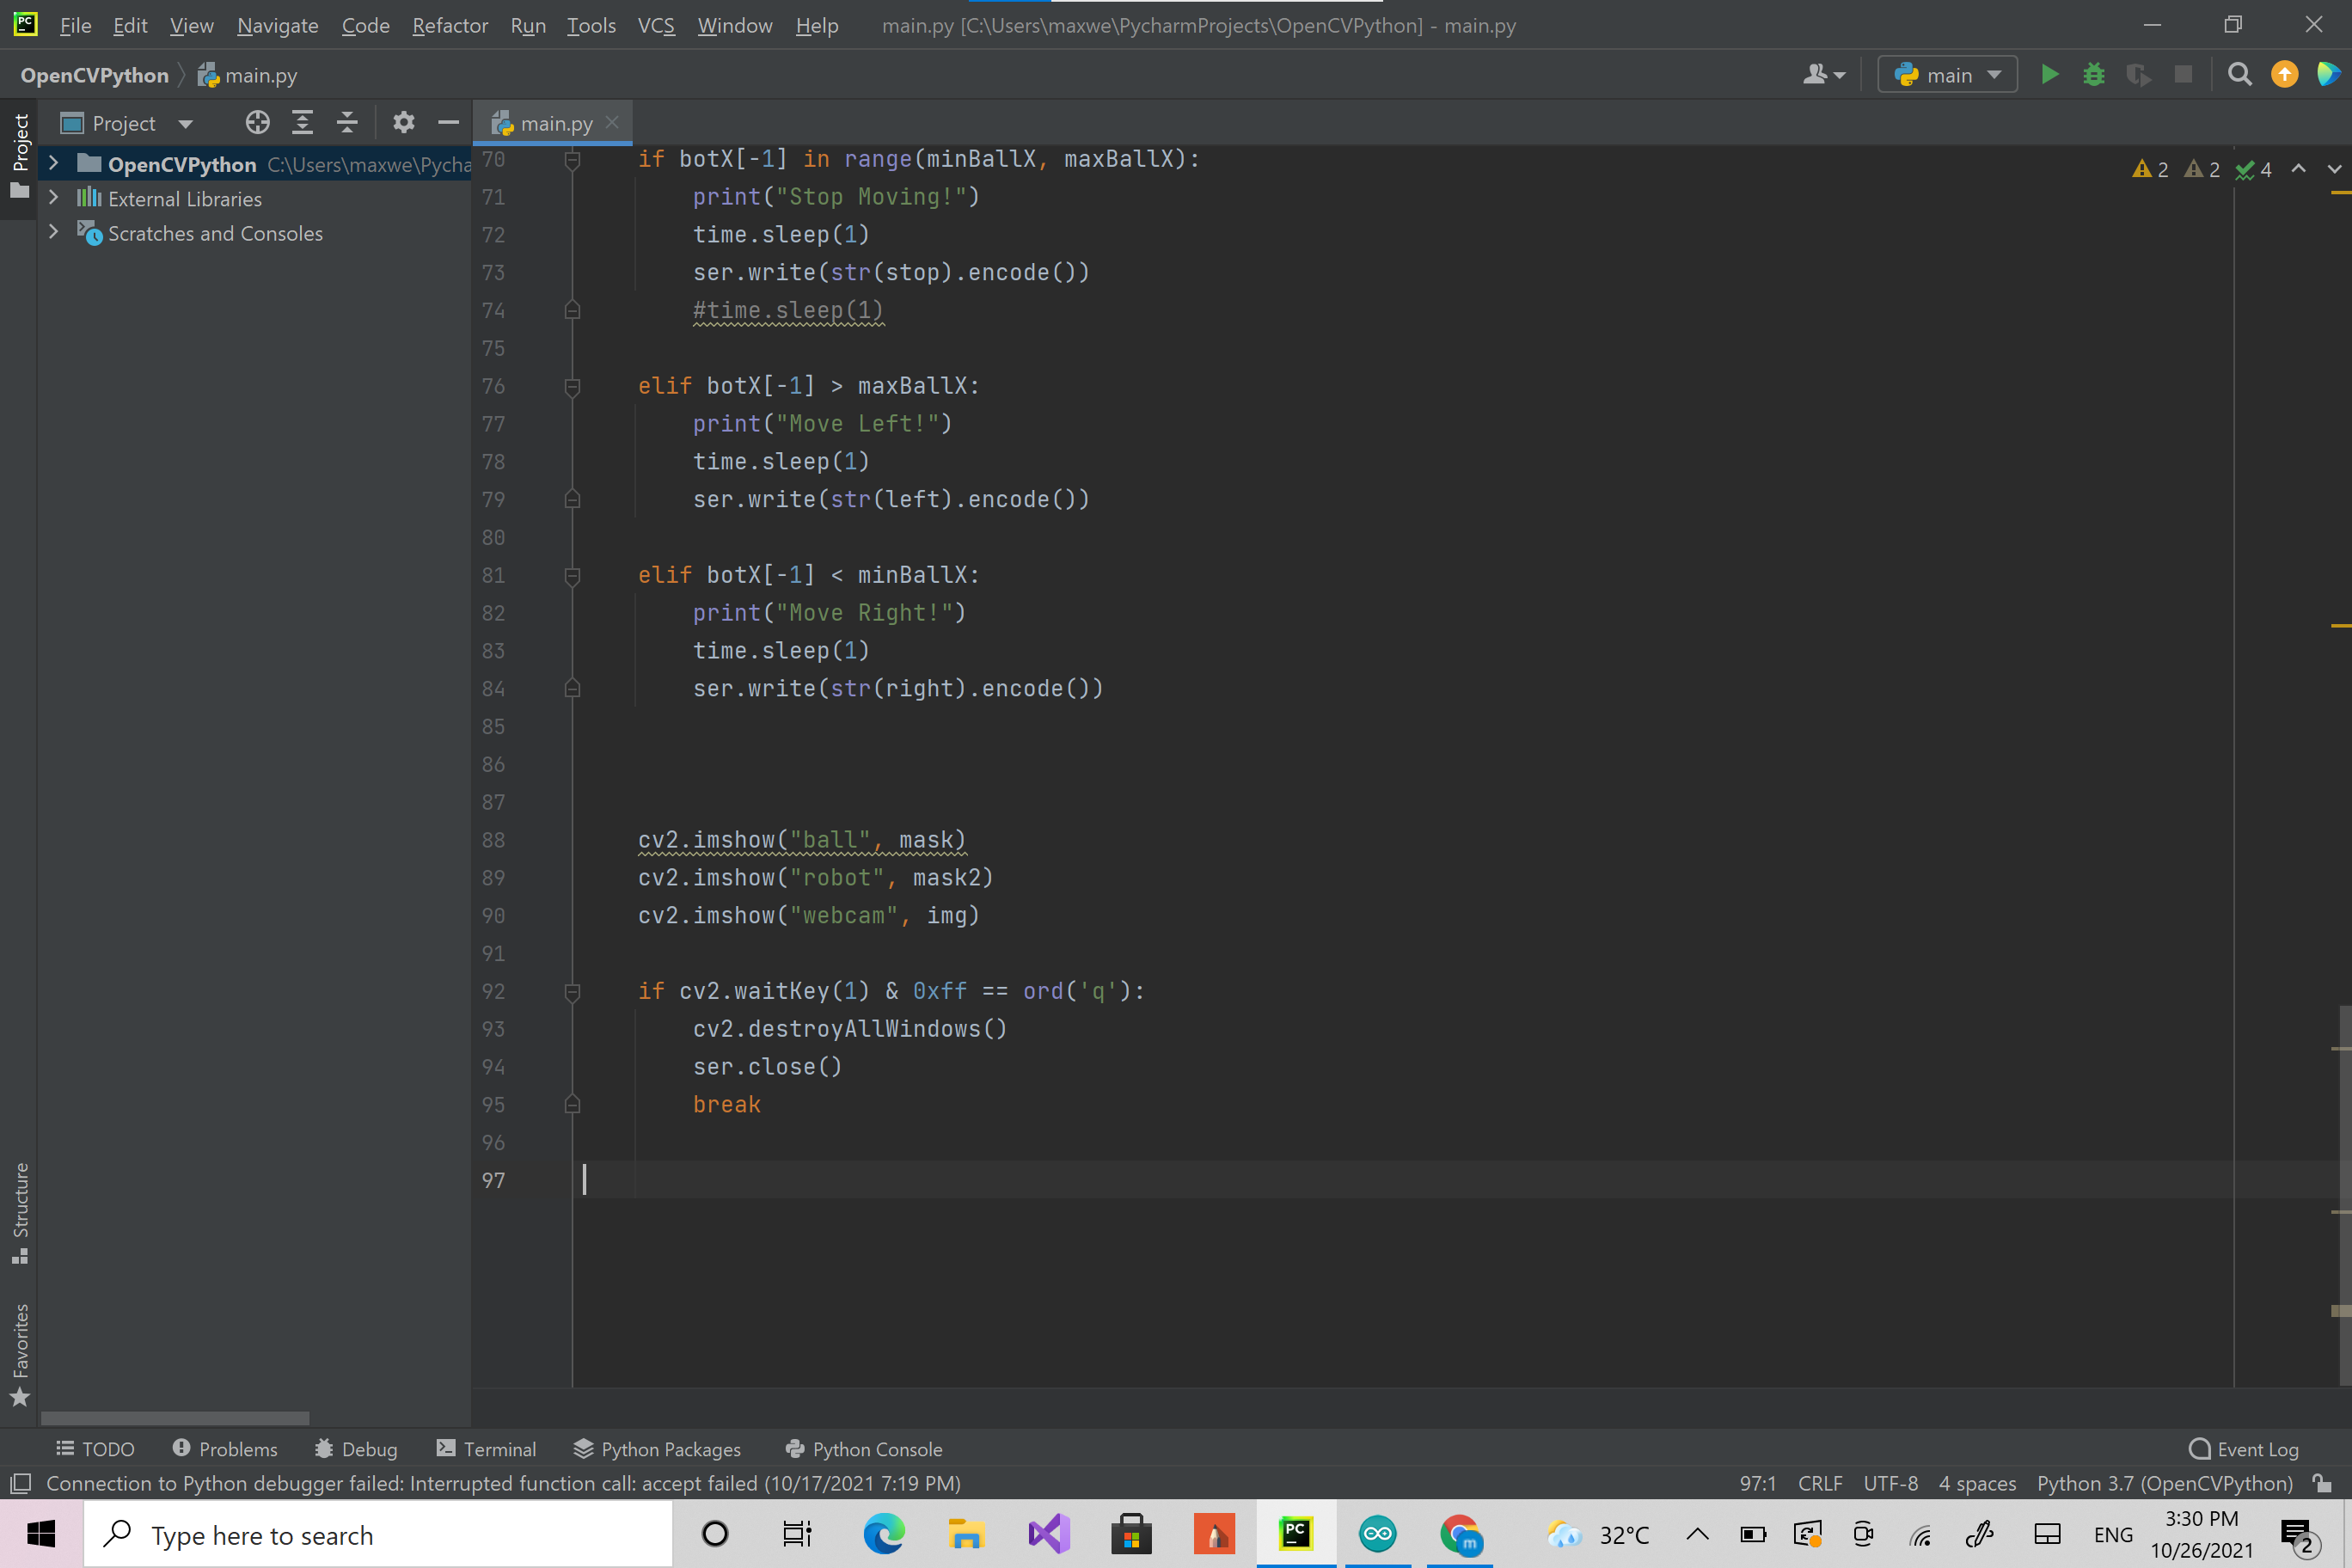 PC File Edit View Navigate Code Refactor Run Tools VCS Window Help main.py [C:\Users\maxwe\PycharmProjects\OpenCVPython] - main.py
OpenCVPython main.py main
Project main.py
Project
OpenCVPython C:\Users\maxwe\Pycha
External Libraries
Scratches and Consoles
2 2 4
70 if botX[-1] in range(minBallX, maxBallX):
71 print("Stop Moving!")
72 time.sleep(1)
73 ser.write(str(stop).encode())
74 #time.sleep(1)
75
76 elif botX[-1] > maxBallX:
77 print("Move Left!")
78 time.sleep(1)
79 ser.write(str(left).encode())
80
81 elif botX[-1] < minBallX:
82 print("Move Right!")
83 time.sleep(1)
84 ser.write(str(right).encode())
85
86
87
88 cv2.imshow("ball", mask)
89 cv2.imshow("robot", mask2)
90 cv2.imshow("webcam", img)
91
92 if cv2.waitKey(1) & 0xff == ord('q'):
93 cv2.destroyAllWindows()
94 ser.close()
95 break
96
97
Structure
Favorites
TODO Problems Debug Terminal Python Packages Python Console Event Log
Connection to Python debugger failed: Interrupted function call: accept failed (10/17/2021 7:19 PM) 97:1 CRLF UTF-8 4 spaces Python 3.7 (OpenCVPython)
Type here to search PC m 32°C ENG 3:30 PM
10/26/2021 2